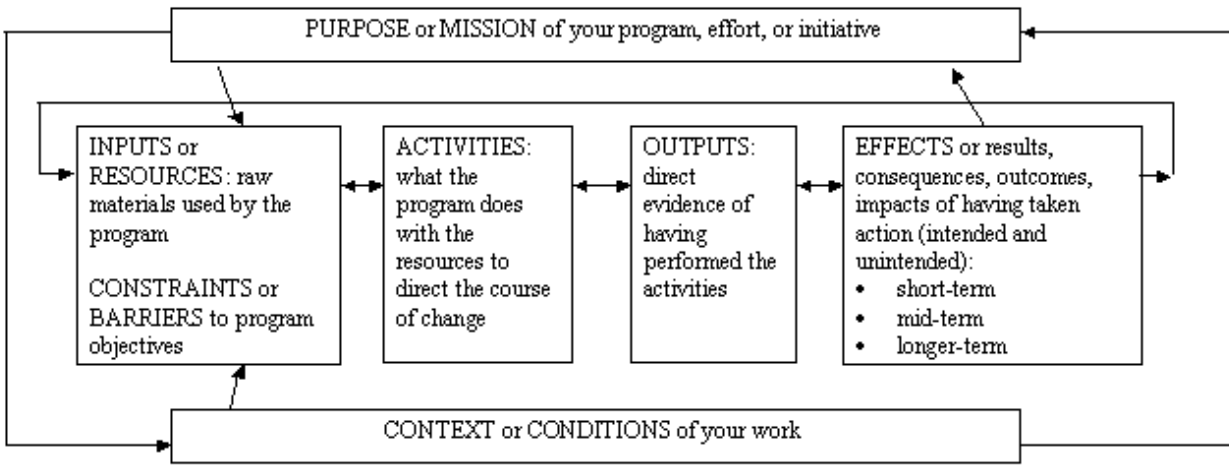 PURPOSE or MISSION of your program, effort, or initiative
INPUTS or
RESOURCES: raw
materials used by the
program
CONSTRAINTS or
BARRIERS to program
objectives
ACTIVITIES:
what the
program does
with the
resources to
direct the course
of change
OUTPUTS:
direct
evidence of
having
performed the
activities
EFFECTS or results,
consequences, outcomes,
impacts of having taken
action (intended and
unintended):
• short-term
• mid-term
• longer-term
CONTEXT or CONDITIONS of your work